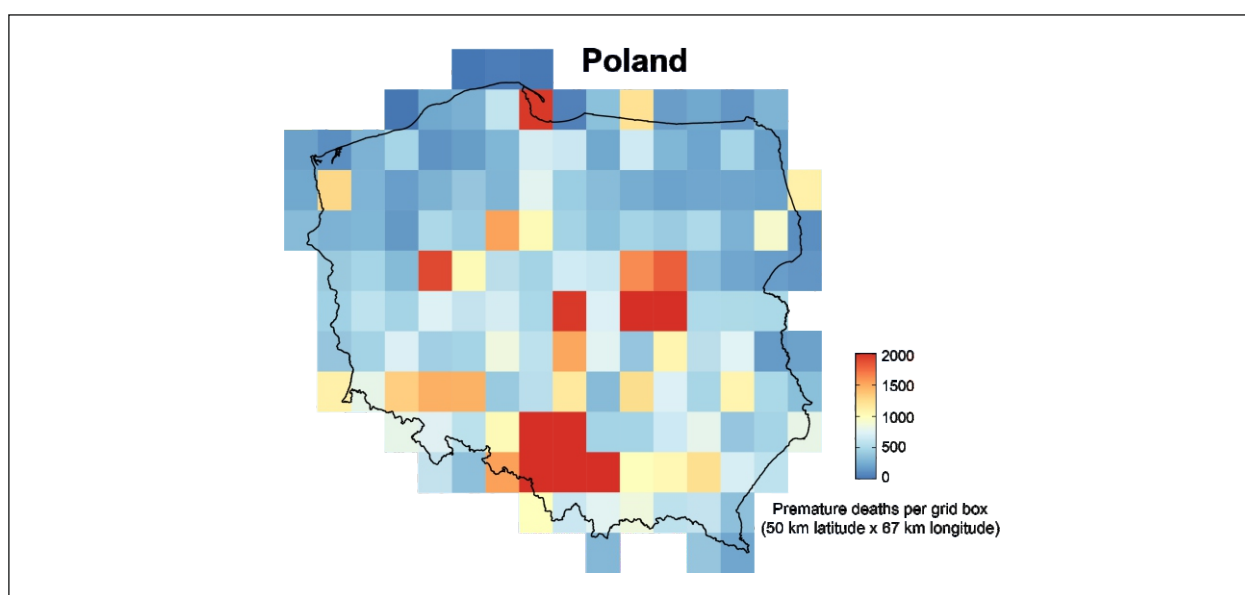 Poland
2000
1500
1000
500
0
Premature deaths per grid box
(50 km latitude x 67 km longitude)